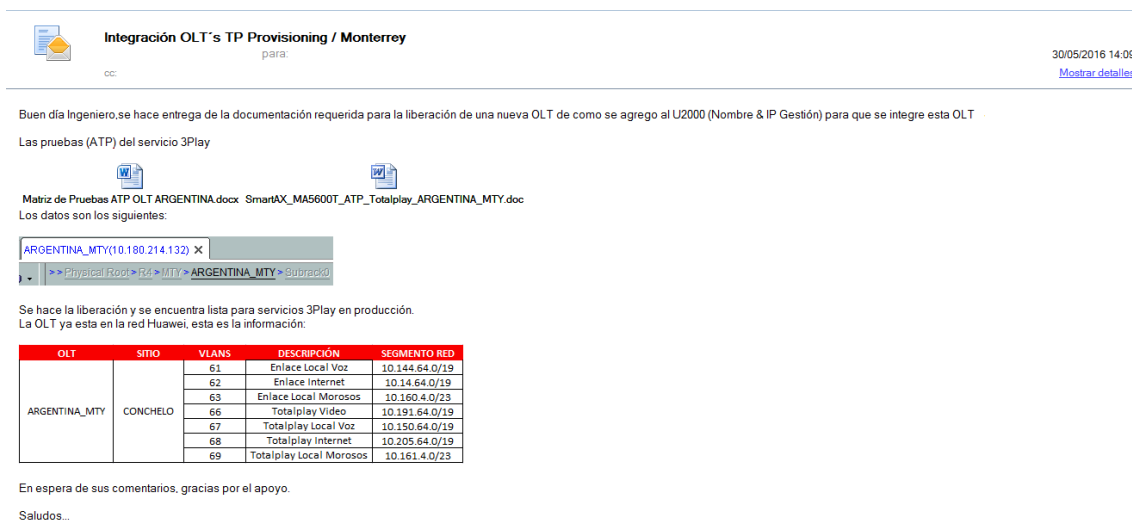 Integración OLT´s TP Provisioning / Monterrey
para:
30/05/2016 14:09
cc:
Mostrar detalles
Buen día Ingeniero,se hace entrega de la documentación requerida para la liberación de una nueva OLT de como se agrego al U2000 (Nombre & IP Gestión) para que se integre esta OLT
Las pruebas (ATP) del servicio 3Play
Matriz de Pruebas ATP OLT ARGENTINA.docx SmartAX_MA5600T_ATP_Totalplay_ARGENTINA_MTY.doc
Los datos son los siguientes:
ARGENTINA_MTY(10.180.214.132) X
>> Physical Root > R4 > MTY > ARGENTINA_MTY > Subrack0
Se hace la liberación y se encuentra lista para servicios 3Play en producción.
La OLT ya esta en la red Huawei, esta es la información:
OLT SITIO VLANS DESCRIPCIÓN SEGMENTO RED
61 Enlace Local Voz 10.144.64.0/19
62 Enlace Internet 10.14.64.0/19
63 Enlace Local Morosos 10.160.4.0/23
ARGENTINA_MTY CONCHELO 66 Totalplay Video 10.191.64.0/19
67 Totalplay Local Voz 10.150.64.0/19
68 Totalplay Internet 10.205.64.0/19
69 Totalplay Local Morosos 10.161.4.0/23
En espera de sus comentarios, gracias por el apoyo.
Saludos...